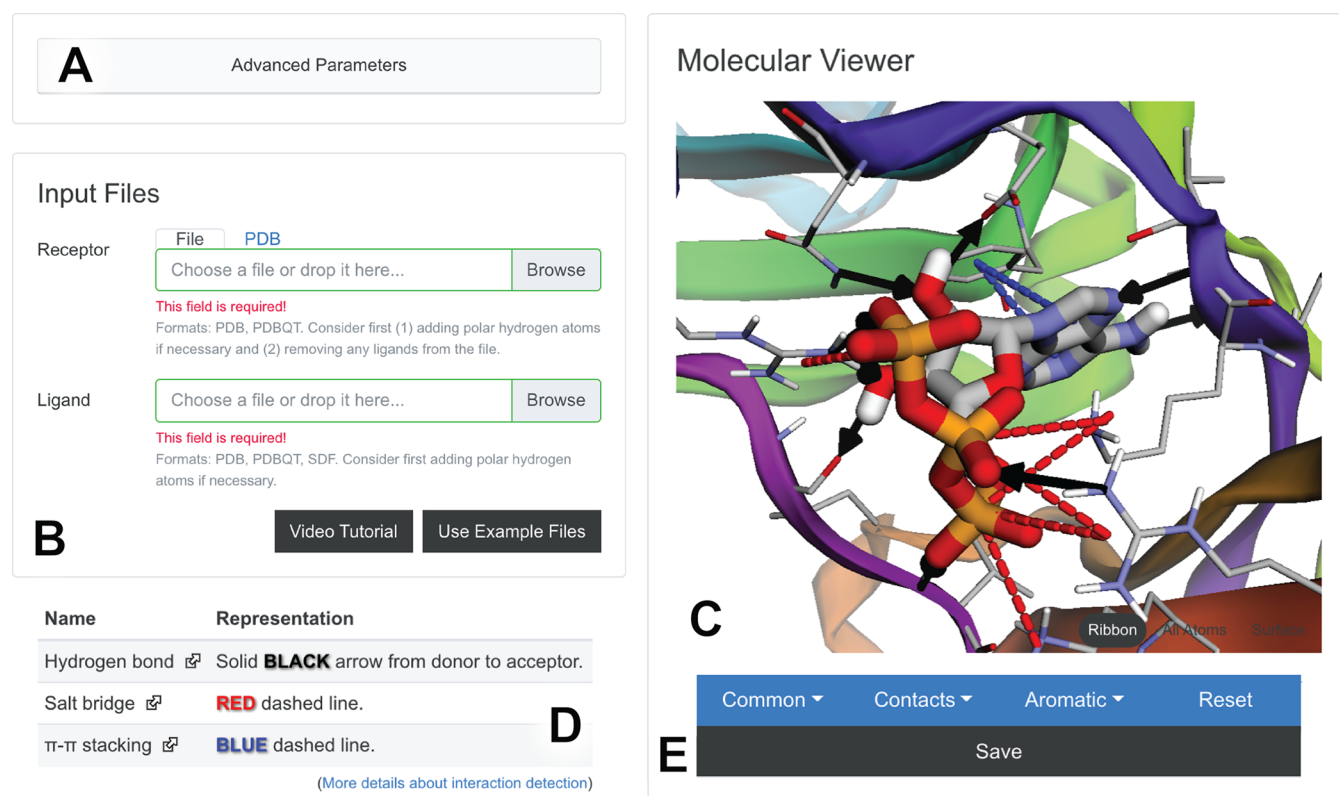 A
Advanced Parameters
Input Files
Receptor
File PDB
Choose a file or drop it here... Browse
This field is required!
Formats: PDB, PDBQT. Consider first (1) adding polar hydrogen atoms
if necessary and (2) removing any ligands from the file.
Ligand
Choose a file or drop it here... Browse
This field is required!
Formats: PDB, PDBQT, SDF. Consider first adding polar hydrogen
atoms if necessary.
B
Video Tutorial Use Example Files
Name Representation
Hydrogen bond Solid BLACK arrow from donor to acceptor.
Salt bridge RED dashed line.
π-π stacking BLUE dashed line.
D
(More details about interaction detection)
Molecular Viewer
C
Ribbon All Atoms Surface
Common Contacts Aromatic Reset
E
Save